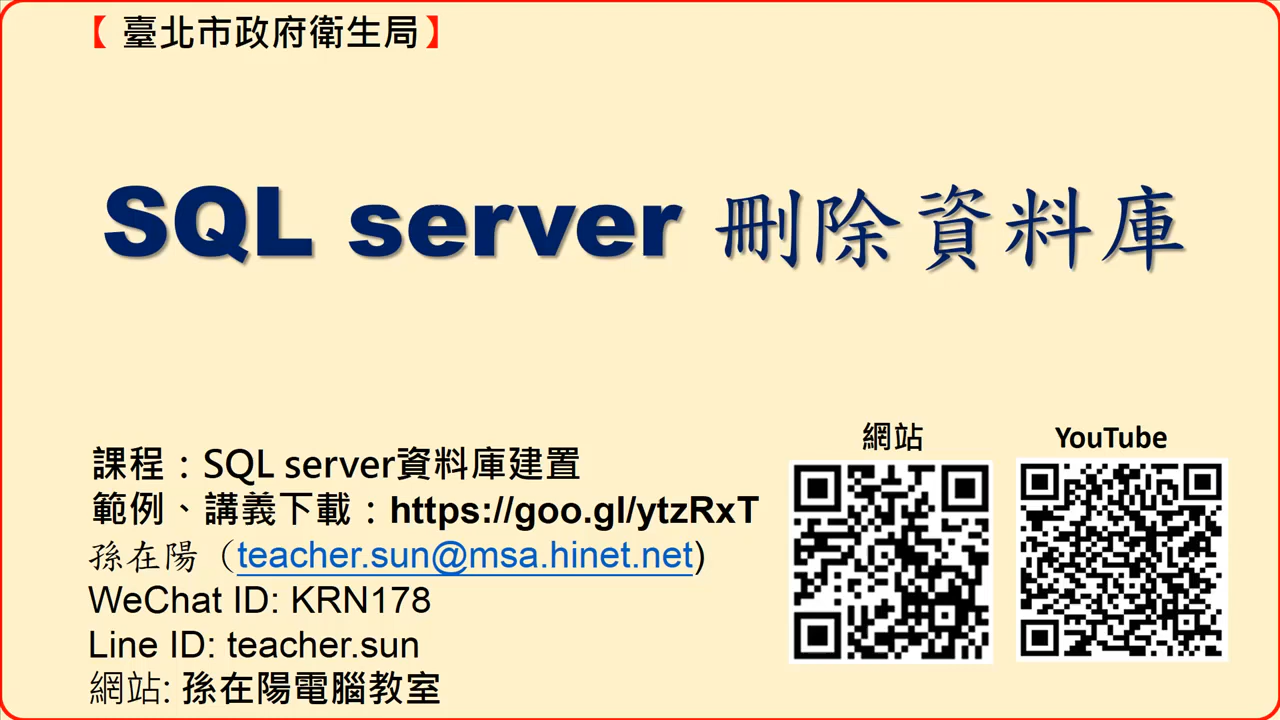 【 臺北市政府衛生局】
SQL server 刪除資料庫
網站
YouTube
課程：SQL server資料庫建置
範例、講義下載：https://goo.gl/ytzRxT
孫在陽（teacher.sun@msa.hinet.net)
WeChat ID: KRN178
Line ID: teacher.sun
網站: 孫在陽電腦教室